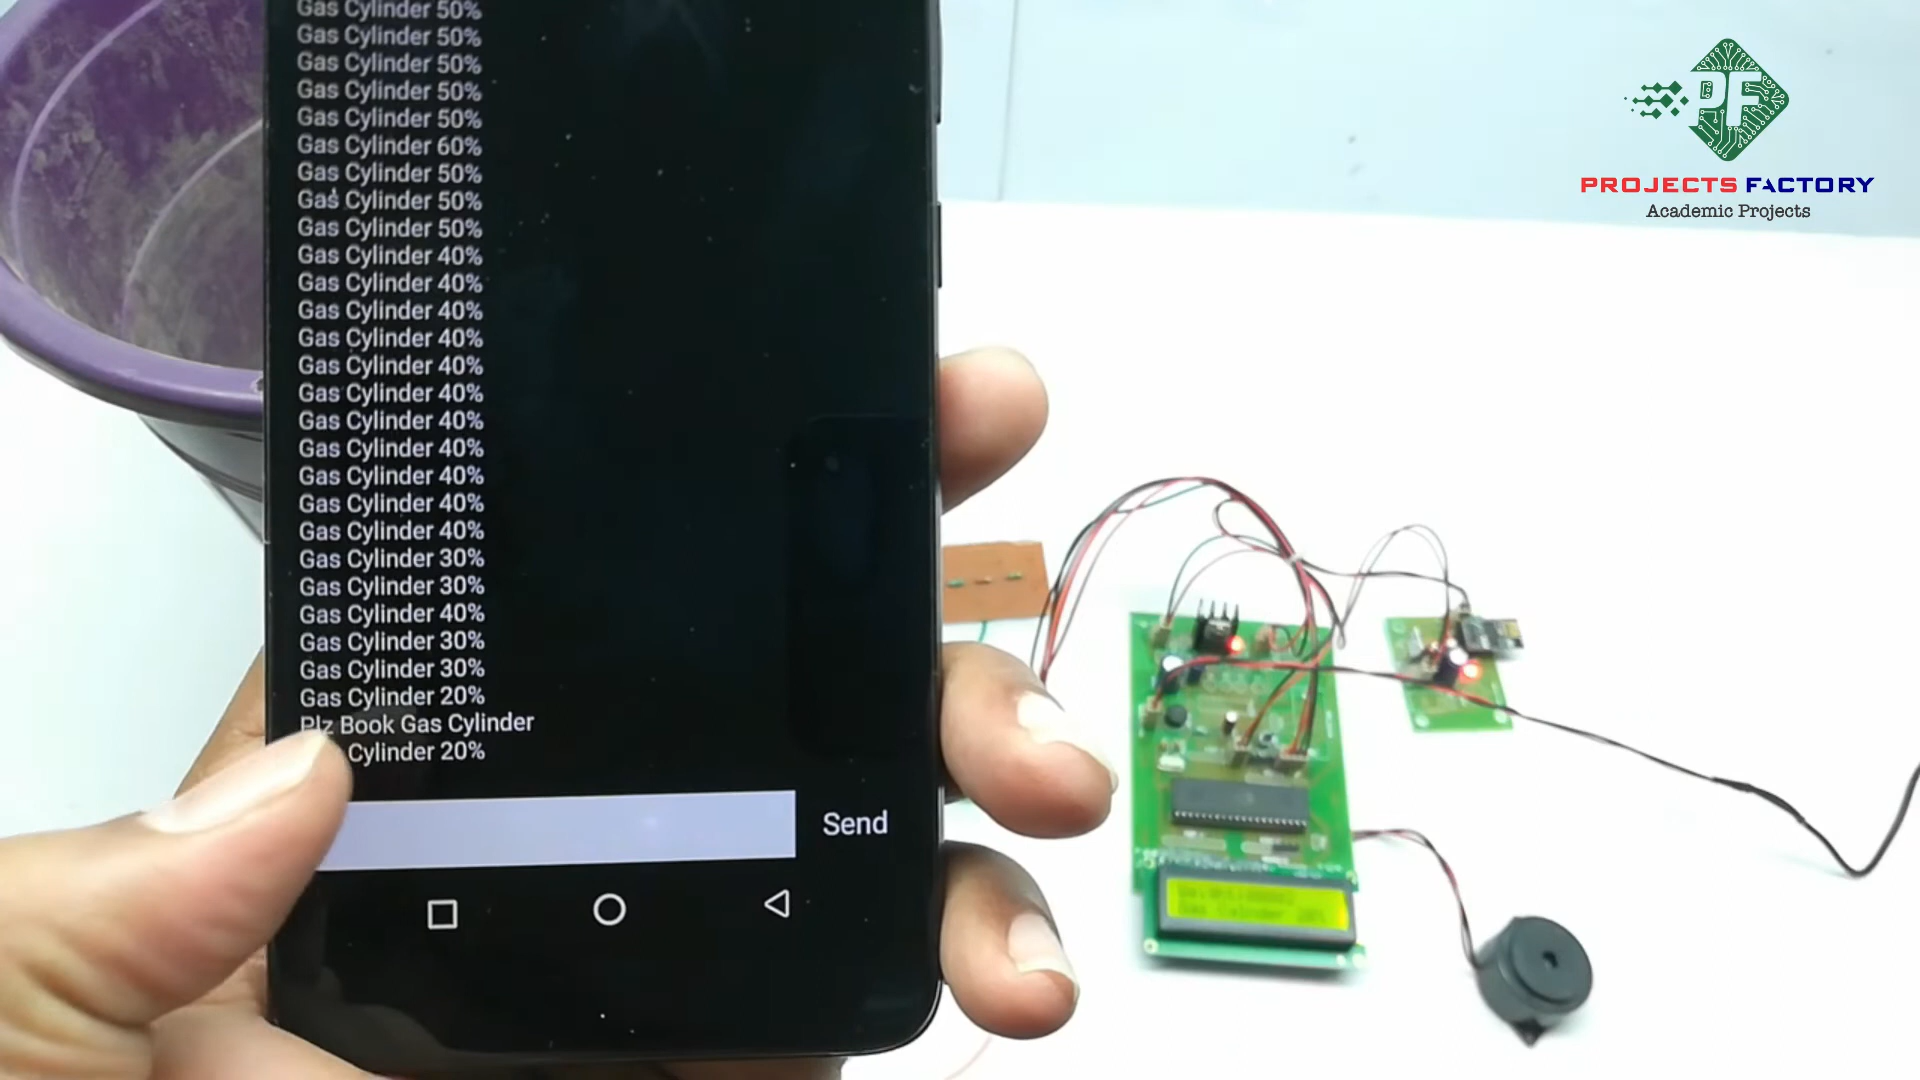 Gas Cylinder 50%
Gas Cylinder 50%
Gas Cylinder 50%
Gas Cylinder 50%
Gas Cylinder 50%
Gas Cylinder 60%
Gas Cylinder 50%
Gas Cylinder 50%
Gas Cylinder 50%
Gas Cylinder 40%
Gas Cylinder 40%
Gas Cylinder 40%
Gas Cylinder 40%
Gas Cylinder 40%
Gas Cylinder 40%
Gas Cylinder 40%
Gas Cylinder 40%
Gas Cylinder 40%
Gas Cylinder 40%
Gas Cylinder 40%
Gas Cylinder 30%
Gas Cylinder 30%
Gas Cylinder 40%
Gas Cylinder 30%
Gas Cylinder 30%
Gas Cylinder 20%
Plz Book Gas Cylinder
Cylinder 20%
Send
PF
PROJECTS FACTORY
Academic Projects